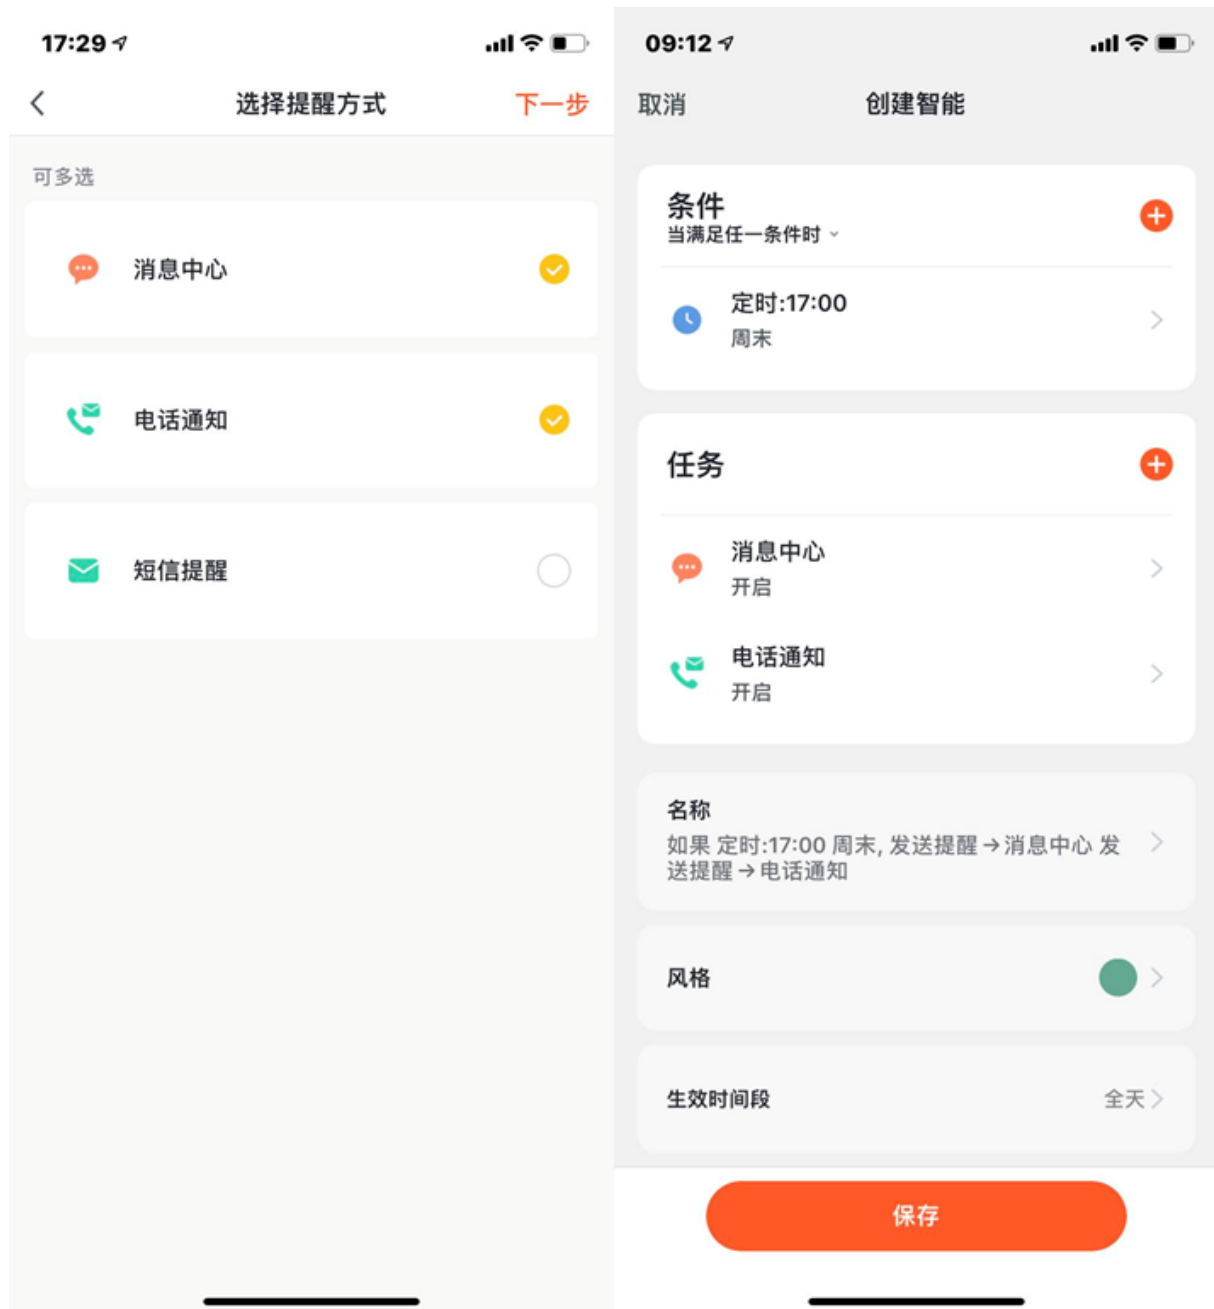 17:29
选择提醒方式
下一步
可多选
消息中心
电话通知
短信提醒
09:12
取消
创建智能
条件
当满足任一条件时
定时:17:00
周末
任务
消息中心
开启
电话通知
开启
名称
如果 定时:17:00 周末, 发送提醒→消息中心 发
送提醒→电话通知
风格
生效时间段
全天
保存